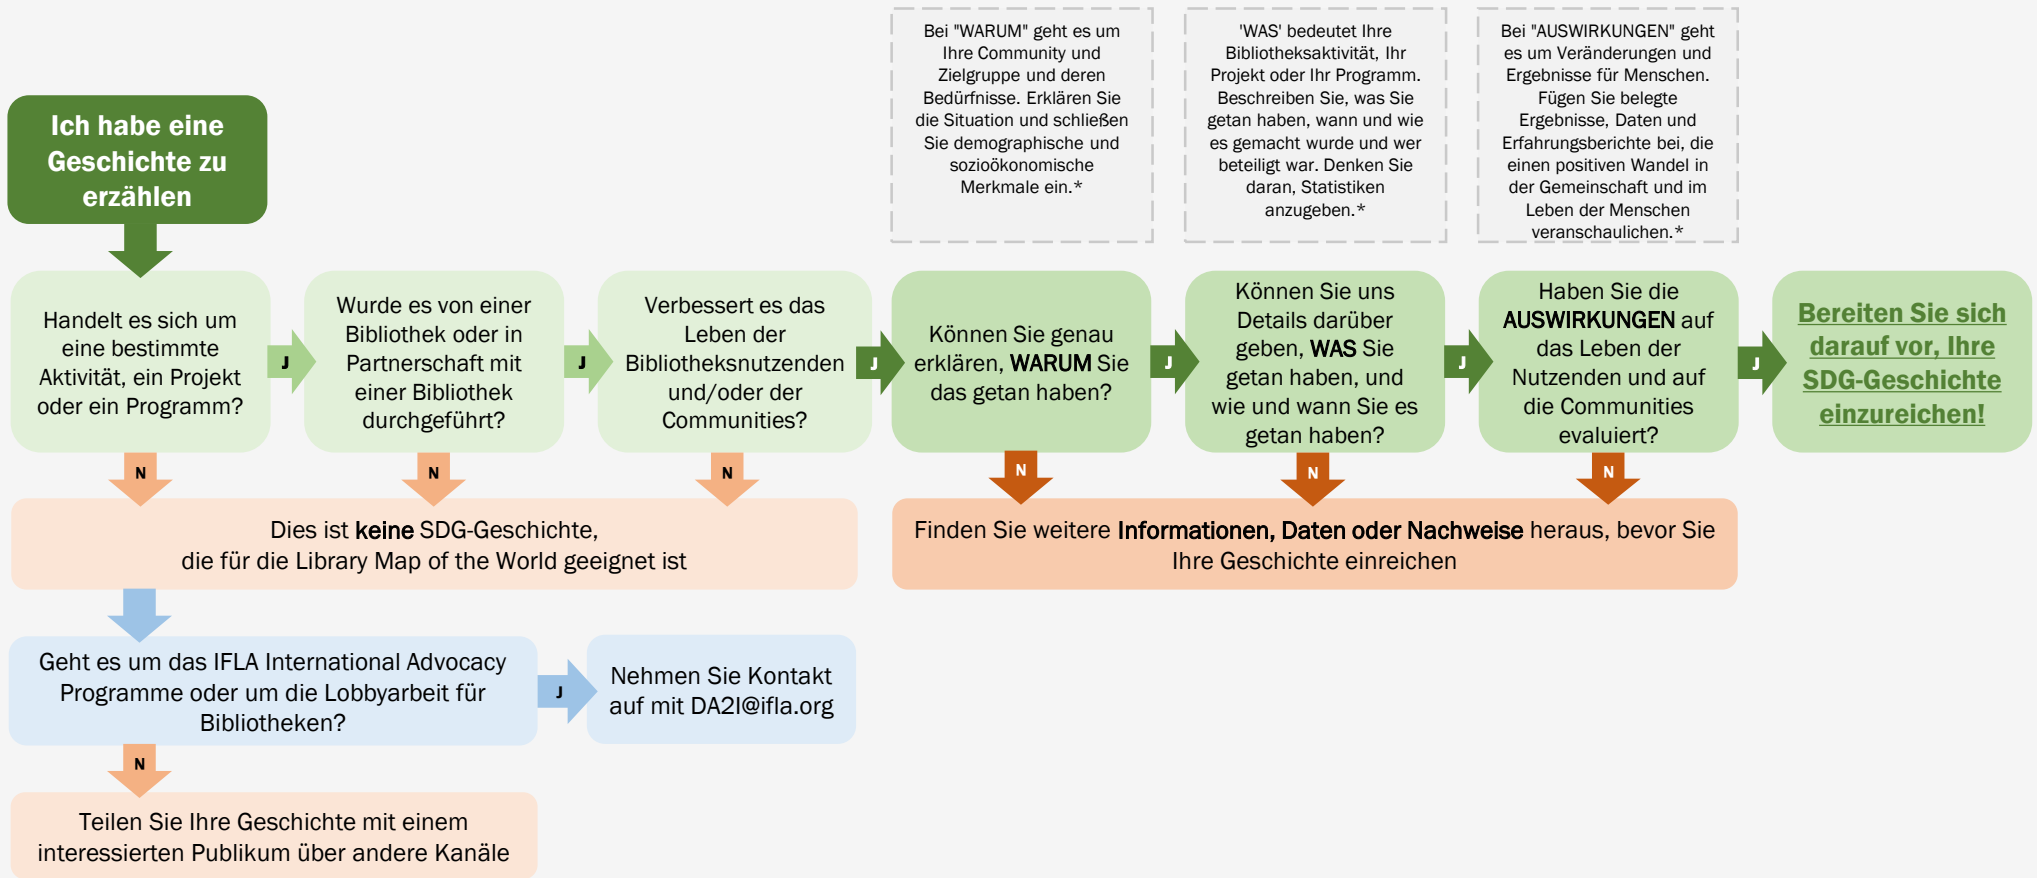 Bei "WARUM" geht es um
Ihre Community und
Zielgruppe und deren
Bedürfnisse. Erklären Sie
die Situation und schließen
Sie demographische und
sozioökonomische
Merkmale ein.*
'WAS' bedeutet Ihre
Bibliotheksaktivität, Ihr
Projekt oder Ihr Programm.
Beschreiben Sie, was Sie
getan haben, wann und wie
es gemacht wurde und wer
beteiligt war. Denken Sie
daran, Statistiken
anzugeben.*
Bei "AUSWIRKUNGEN" geht
es um Veränderungen und
Ergebnisse für Menschen.
Fügen Sie belegte
Ergebnisse, Daten und
Erfahrungsberichte bei, die
einen positiven Wandel in
der Gemeinschaft und im
Leben der Menschen
veranschaulichen.*
Ich habe eine
Geschichte zu
erzählen
Handelt es sich um
eine bestimmte
Aktivität, ein Projekt
oder ein Programm?
J
Wurde es von einer
Bibliothek oder in
Partnerschaft mit
einer Bibliothek
durchgeführt?
J
Verbessert es das
Leben der
Bibliotheksnutzenden
und/oder der
Communities?
J
Können Sie genau
erklären, WARUM Sie
das getan haben?
J
Können Sie uns
Details darüber
geben, WAS Sie
getan haben, und
wie und wann Sie es
getan haben?
J
Haben Sie die
AUSWIRKUNGEN auf
das Leben der
Nutzenden und auf
die Communities
evaluiert?
J
Bereiten Sie sich
darauf vor, Ihre
SDG-Geschichte
einzureichen!
N
N
N
N
N
N
Dies ist keine SDG-Geschichte,
die für die Library Map of the World geeignet ist
Finden Sie weitere Informationen, Daten oder Nachweise heraus, bevor Sie
Ihre Geschichte einreichen
Geht es um das IFLA International Advocacy
Programme oder um die Lobbyarbeit für
Bibliotheken?
J
Nehmen Sie Kontakt
auf mit DA2I@ifla.org
N
Teilen Sie Ihre Geschichte mit einem
interessierten Publikum über andere Kanäle